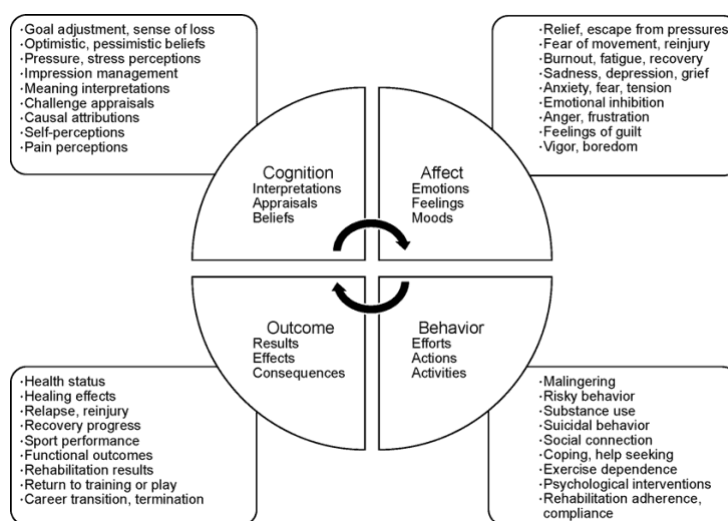 ·Goal adjustment, sense of loss
·Optimistic, pessimistic beliefs
·Pressure, stress perceptions
·Impression management
·Meaning interpretations
·Challenge appraisals
·Causal attributions
·Self-perceptions
·Pain perceptions
·Relief, escape from pressures
·Fear of movement, reinjury
·Burnout, fatigue, recovery
·Sadness, depression, grief
·Anxiety, fear, tension
·Emotional inhibition
·Anger, frustration
·Feelings of guilt
·Vigor, boredom
Cognition
Interpretations
Appraisals
Beliefs
Affect
Emotions
Feelings
Moods
Outcome
Results
Effects
Consequences
Behavior
Efforts
Actions
Activities
·Health status
·Healing effects
·Relapse, reinjury
·Recovery progress
·Sport performance
·Functional outcomes
·Rehabilitation results
·Return to training or play
·Career transition, termination
·Malingering
·Risky behavior
·Substance use
·Suicidal behavior
·Social connection
·Coping, help seeking
·Exercise dependence
·Psychological interventions
·Rehabilitation adherence,
compliance